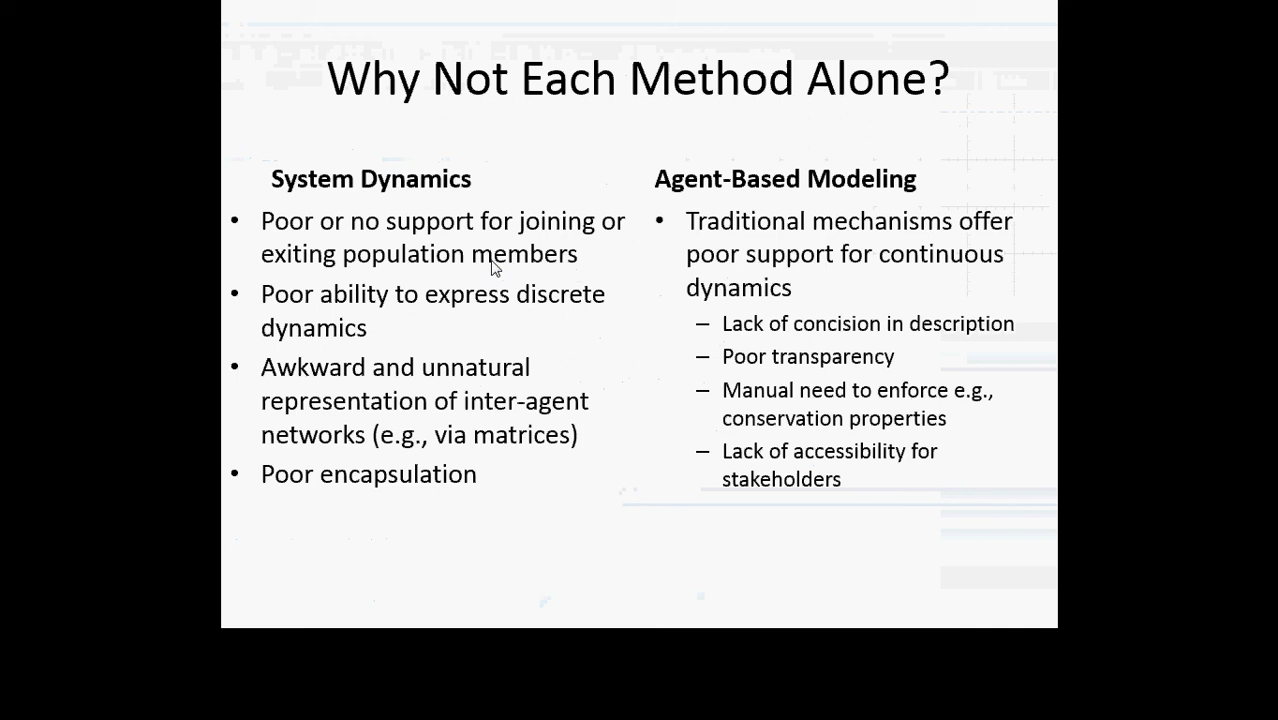 Why Not Each Method Alone?
System Dynamics
• Poor or no support for joining or
exiting population members
• Poor ability to express discrete
dynamics
• Awkward and unnatural
representation of inter-agent
networks (e.g., via matrices)
• Poor encapsulation
Agent-Based Modeling
• Traditional mechanisms offer
poor support for continuous
dynamics
– Lack of concision in description
– Poor transparency
– Manual need to enforce e.g.,
conservation properties
– Lack of accessibility for
stakeholders